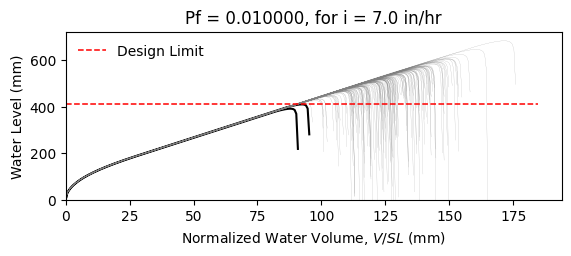 Pf = 0.010000, for i = 7.0 in/hr
Design Limit
Water Level (mm)
600
400
200
0
0 25 50 75 100 125 150 175
Normalized Water Volume, V/SL (mm)